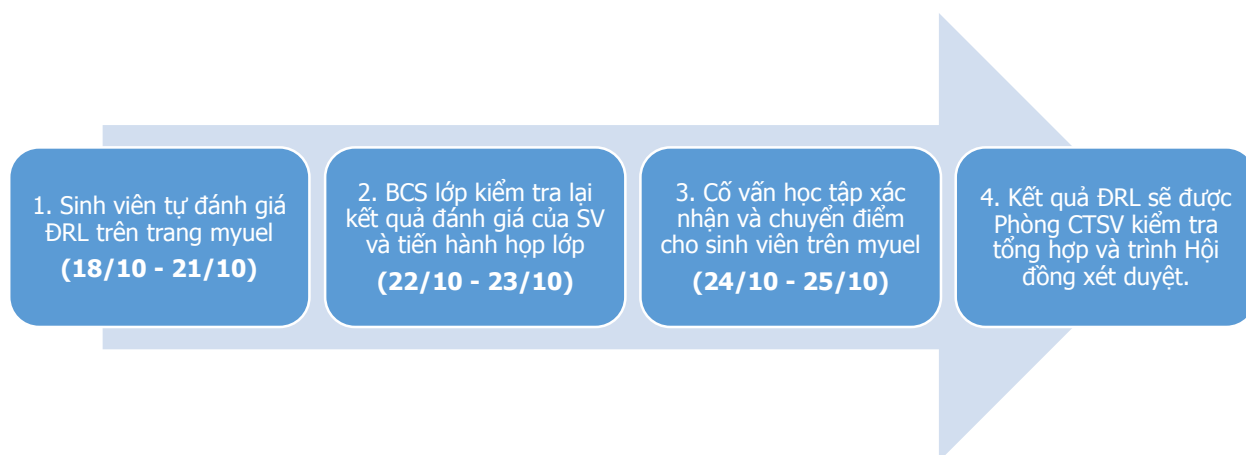 1. Sinh viên tự đánh giá
ĐRL trên trang myuel
(18/10 - 21/10)
2. BCS lớp kiểm tra lại
kết quả đánh giá của SV
và tiến hành họp lớp
(22/10 - 23/10)
3. Cố vấn học tập xác
nhận và chuyển điểm
cho sinh viên trên myuel
(24/10 - 25/10)
4. Kết quả ĐRL sẽ được
Phòng CTSV kiểm tra
tổng hợp và trình Hội
đồng xét duyệt.